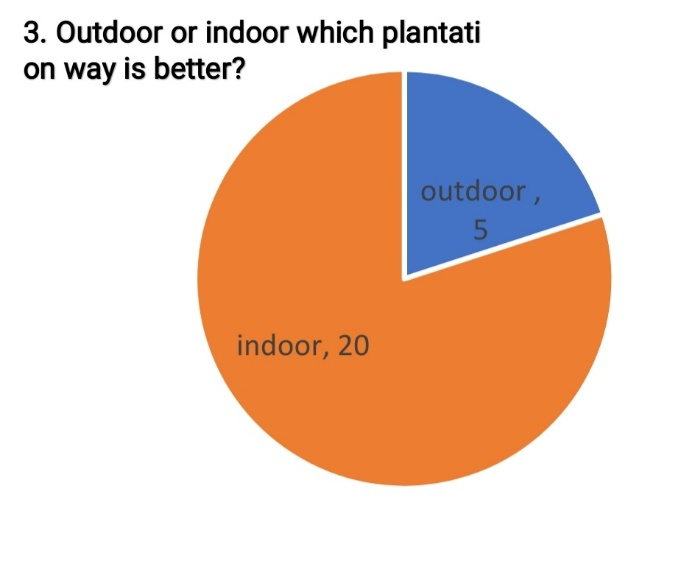 3. Outdoor or indoor which plantati
on way is better?
outdoor ,
5
indoor, 20